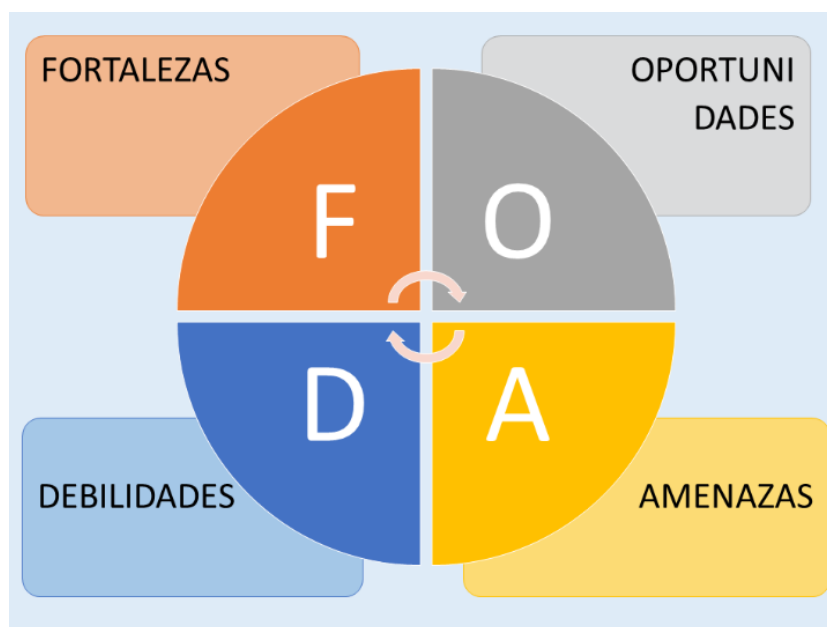 FORTALEZAS
OPORTUNI
DADES
F
O
D
A
DEBILIDADES
AMENAZAS